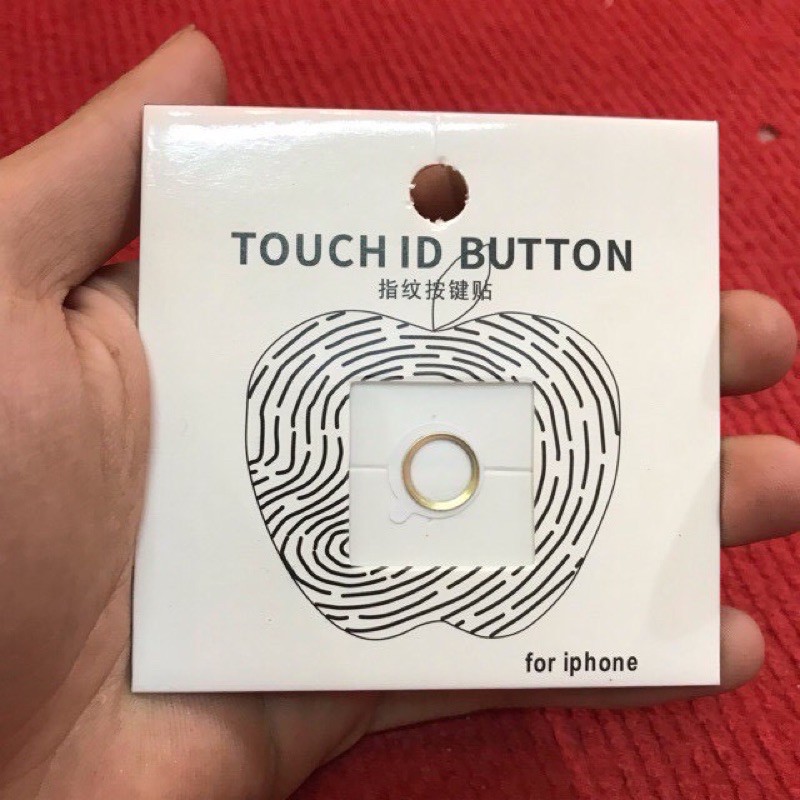 TOUCH ID BUTTON
指纹按键贴
for iphone